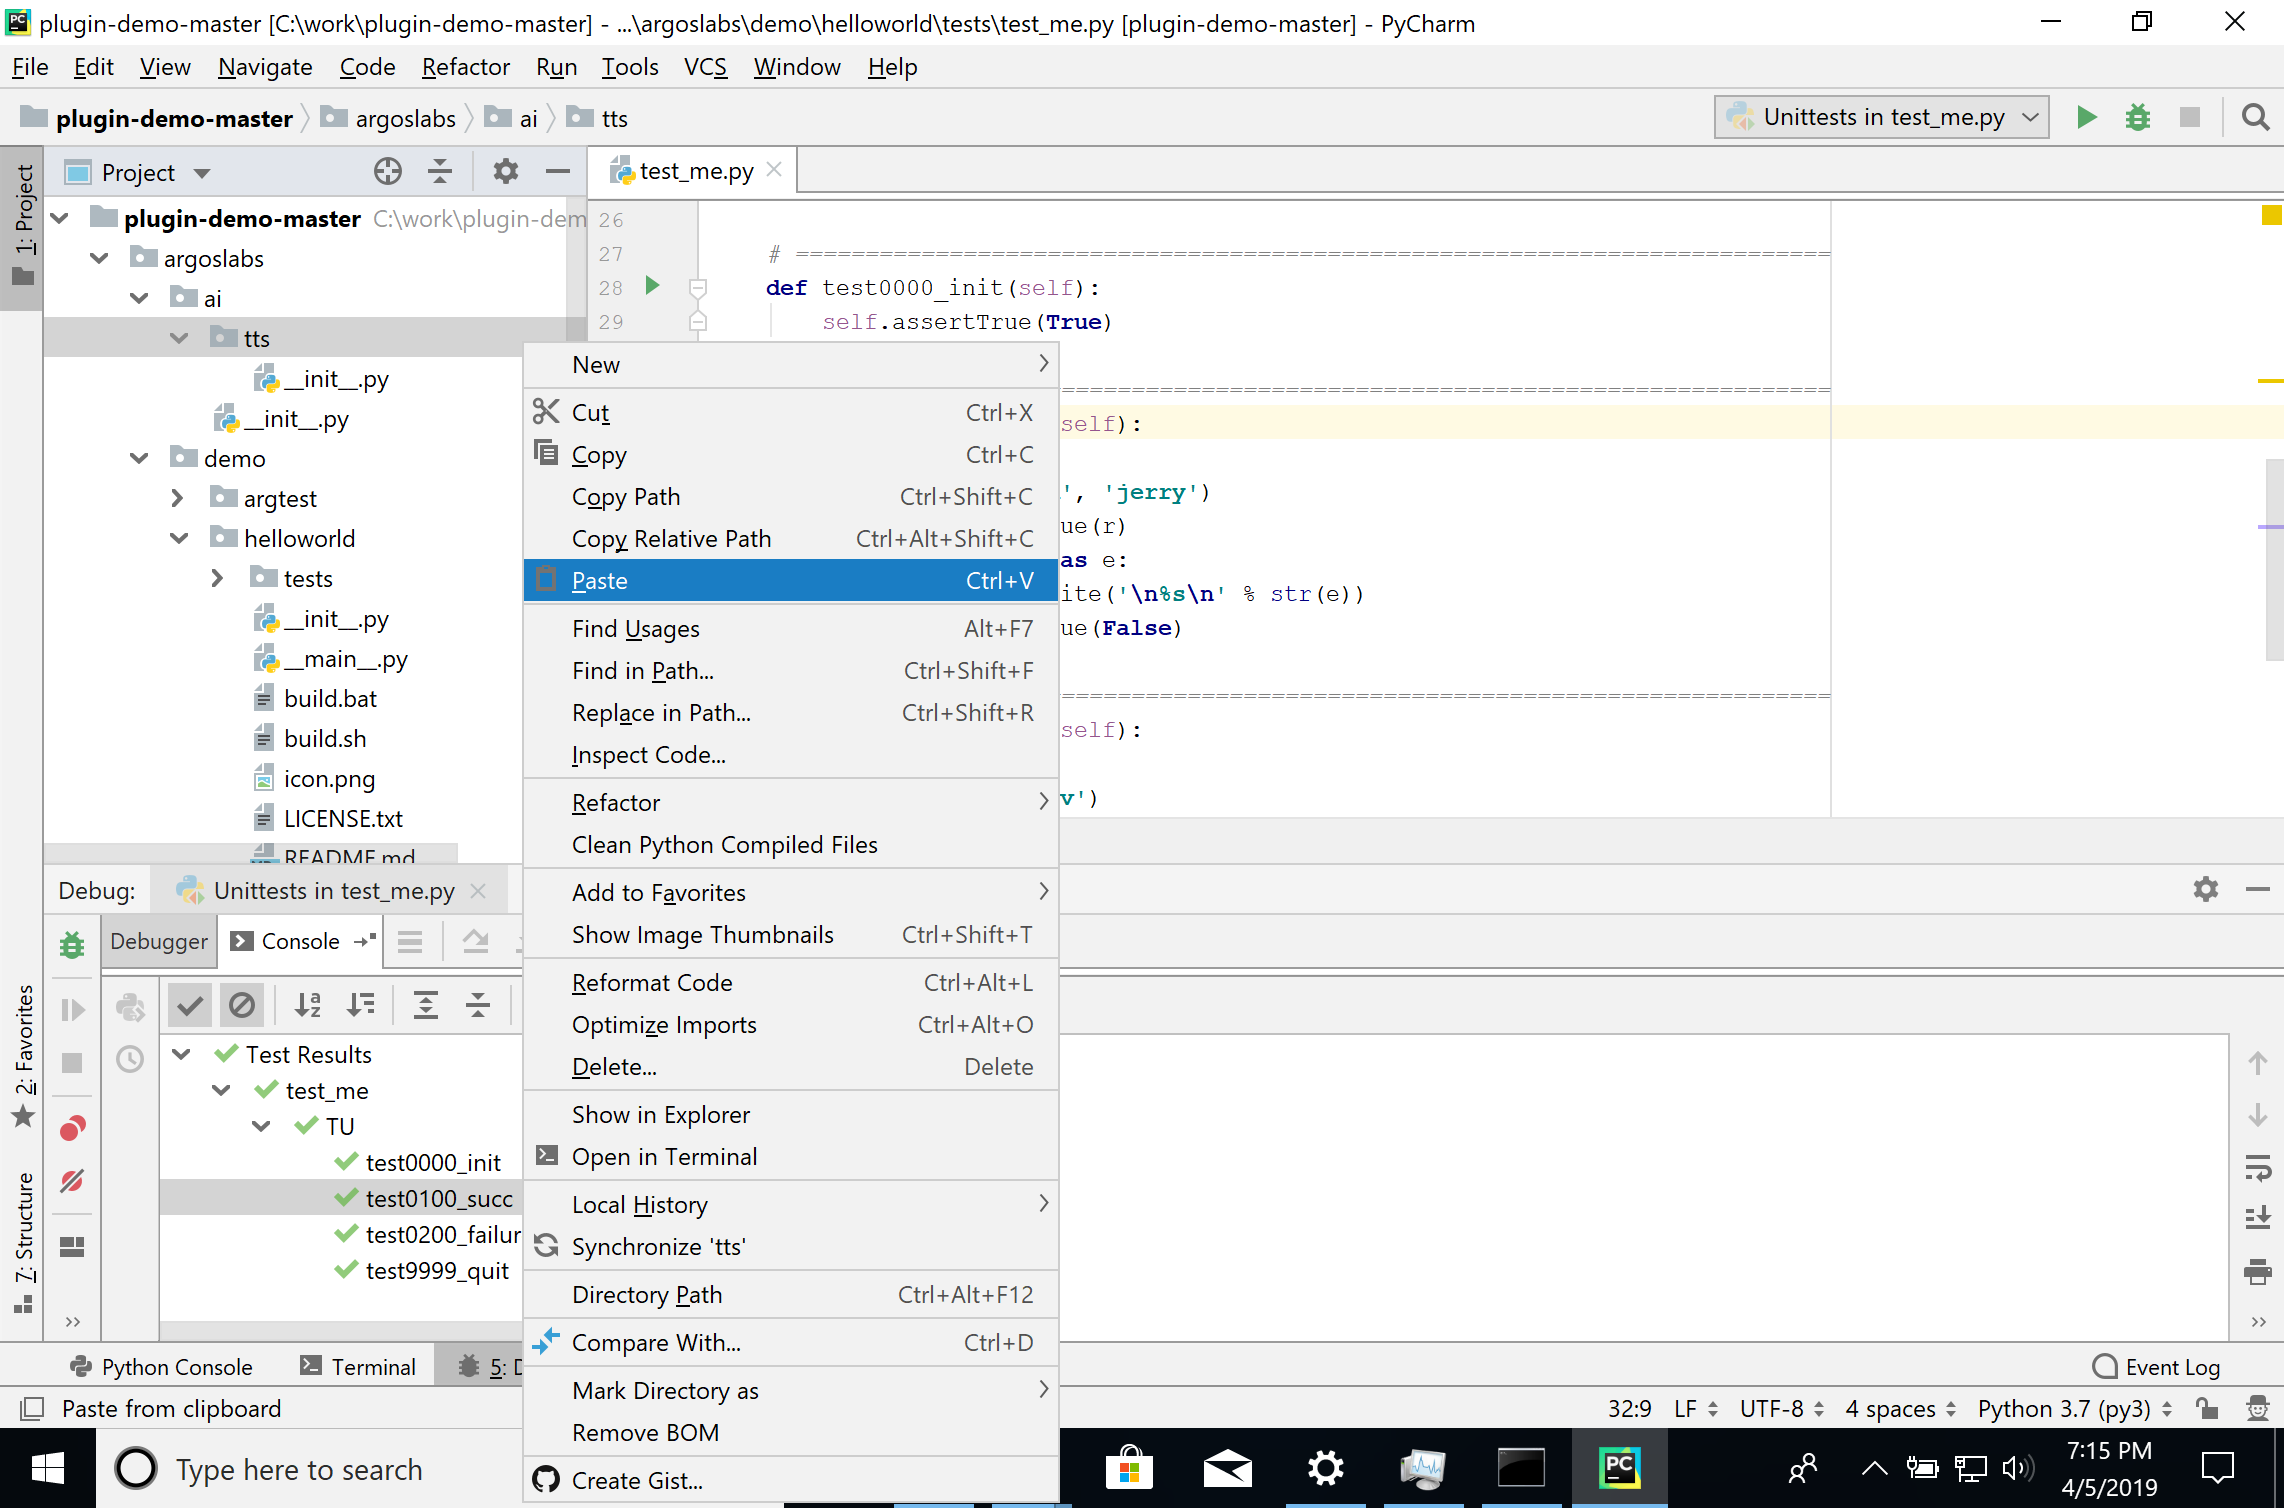 plugin-demo-master [C:\work\plugin-demo-master] - ...\argoslabs\demo\helloworld\tests\test_me.py [plugin-demo-master] - PyCharm
File Edit View Navigate Code Refactor Run Tools VCS Window Help
plugin-demo-master argoslabs ai tts
Unittests in test_me.py
1: Project
Project
test_me.py
plugin-demo-master C:\work\plugin-dem
argoslabs
ai
tts
__init__.py
__init__.py
demo
argtest
helloworld
tests
__init__.py
__main__.py
build.bat
build.sh
icon.png
LICENSE.txt
README.md
26
27 # ==========================================================================
28 def test0000_init(self):
29 self.assertTrue(True)
self):
', 'jerry')
ue(r)
as e:
ite('\n%s\n' % str(e))
ue(False)
self):
v')
New
Cut Ctrl+X
Copy Ctrl+C
Copy Path Ctrl+Shift+C
Copy Relative Path Ctrl+Alt+Shift+C
Paste Ctrl+V
Find Usages Alt+F7
Find in Path... Ctrl+Shift+F
Replace in Path... Ctrl+Shift+R
Inspect Code...
Refactor
Clean Python Compiled Files
Add to Favorites
Show Image Thumbnails Ctrl+Shift+T
Reformat Code Ctrl+Alt+L
Optimize Imports Ctrl+Alt+O
Delete... Delete
Show in Explorer
Open in Terminal
Local History
Synchronize 'tts'
Directory Path Ctrl+Alt+F12
Compare With... Ctrl+D
Mark Directory as
Remove BOM
Create Gist...
Debug: Unittests in test_me.py
Debugger Console
2: Favorites
7: Structure
Test Results
test_me
TU
test0000_init
test0100_succ
test0200_failur
test9999_quit
Python Console Terminal 5: D
Event Log
Paste from clipboard
32:9 LF UTF-8 4 spaces Python 3.7 (py3)
Type here to search
PC
7:15 PM
4/5/2019